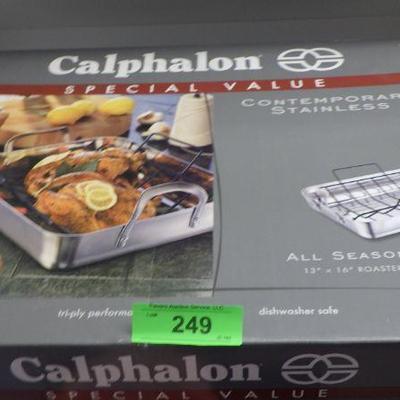 Calphalon
SPECIAL VALUE
CONTEMPORAR
STAINLESS
ALL SEASON
13" x 16" ROASTER
tri-ply performa
dishwasher safe
249
Calphalon
SPECIAL VALUE